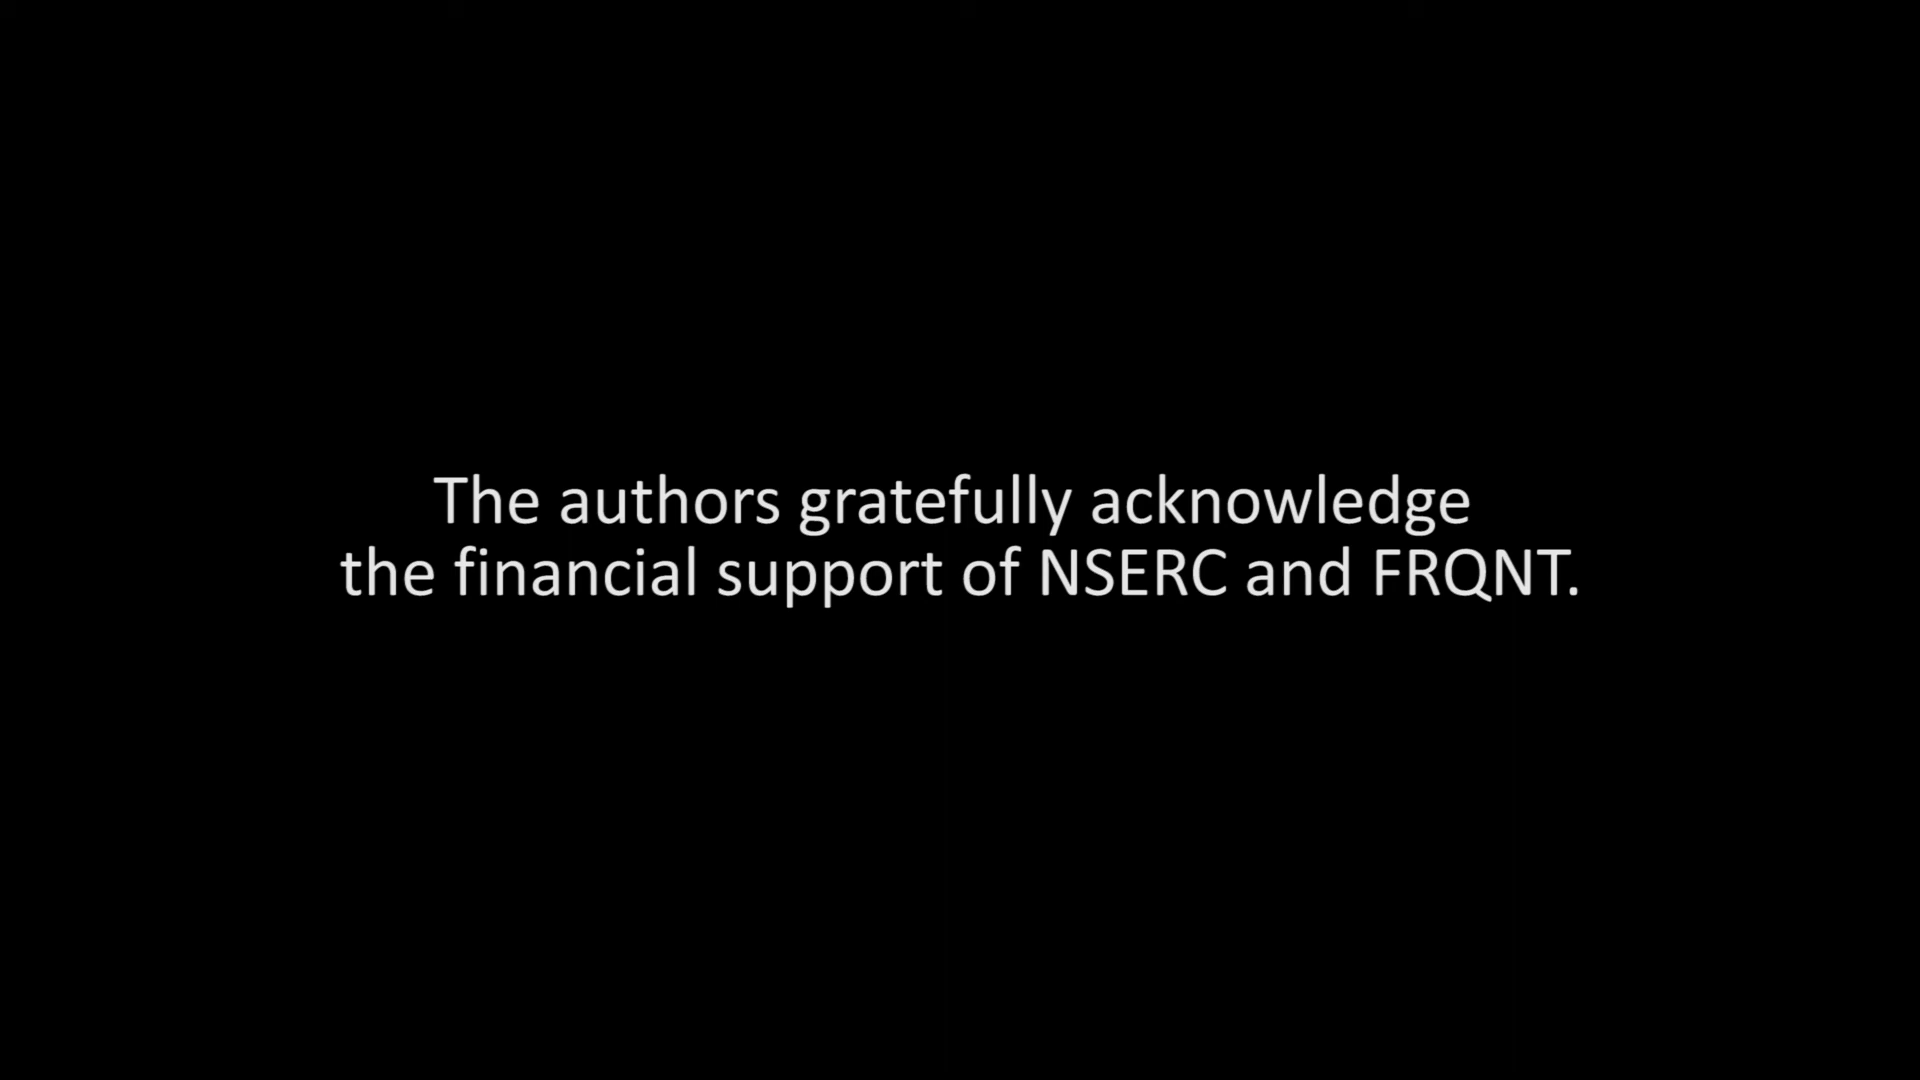 The authors gratefully acknowledge
the financial support of NSERC and FRQNT.